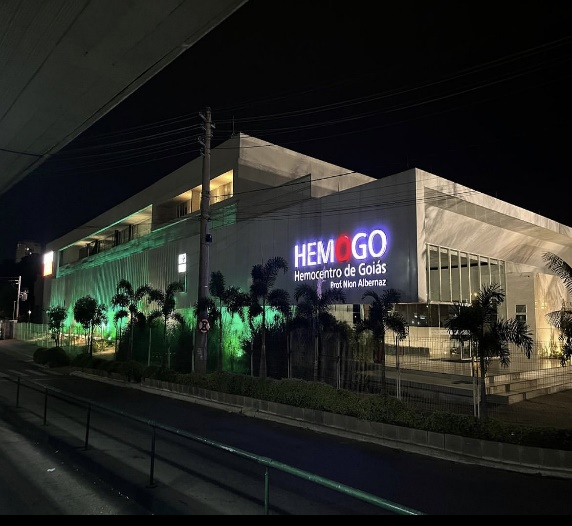 HEMOGO
Hemocentro de Goiás
Prof. Nion Albernaz